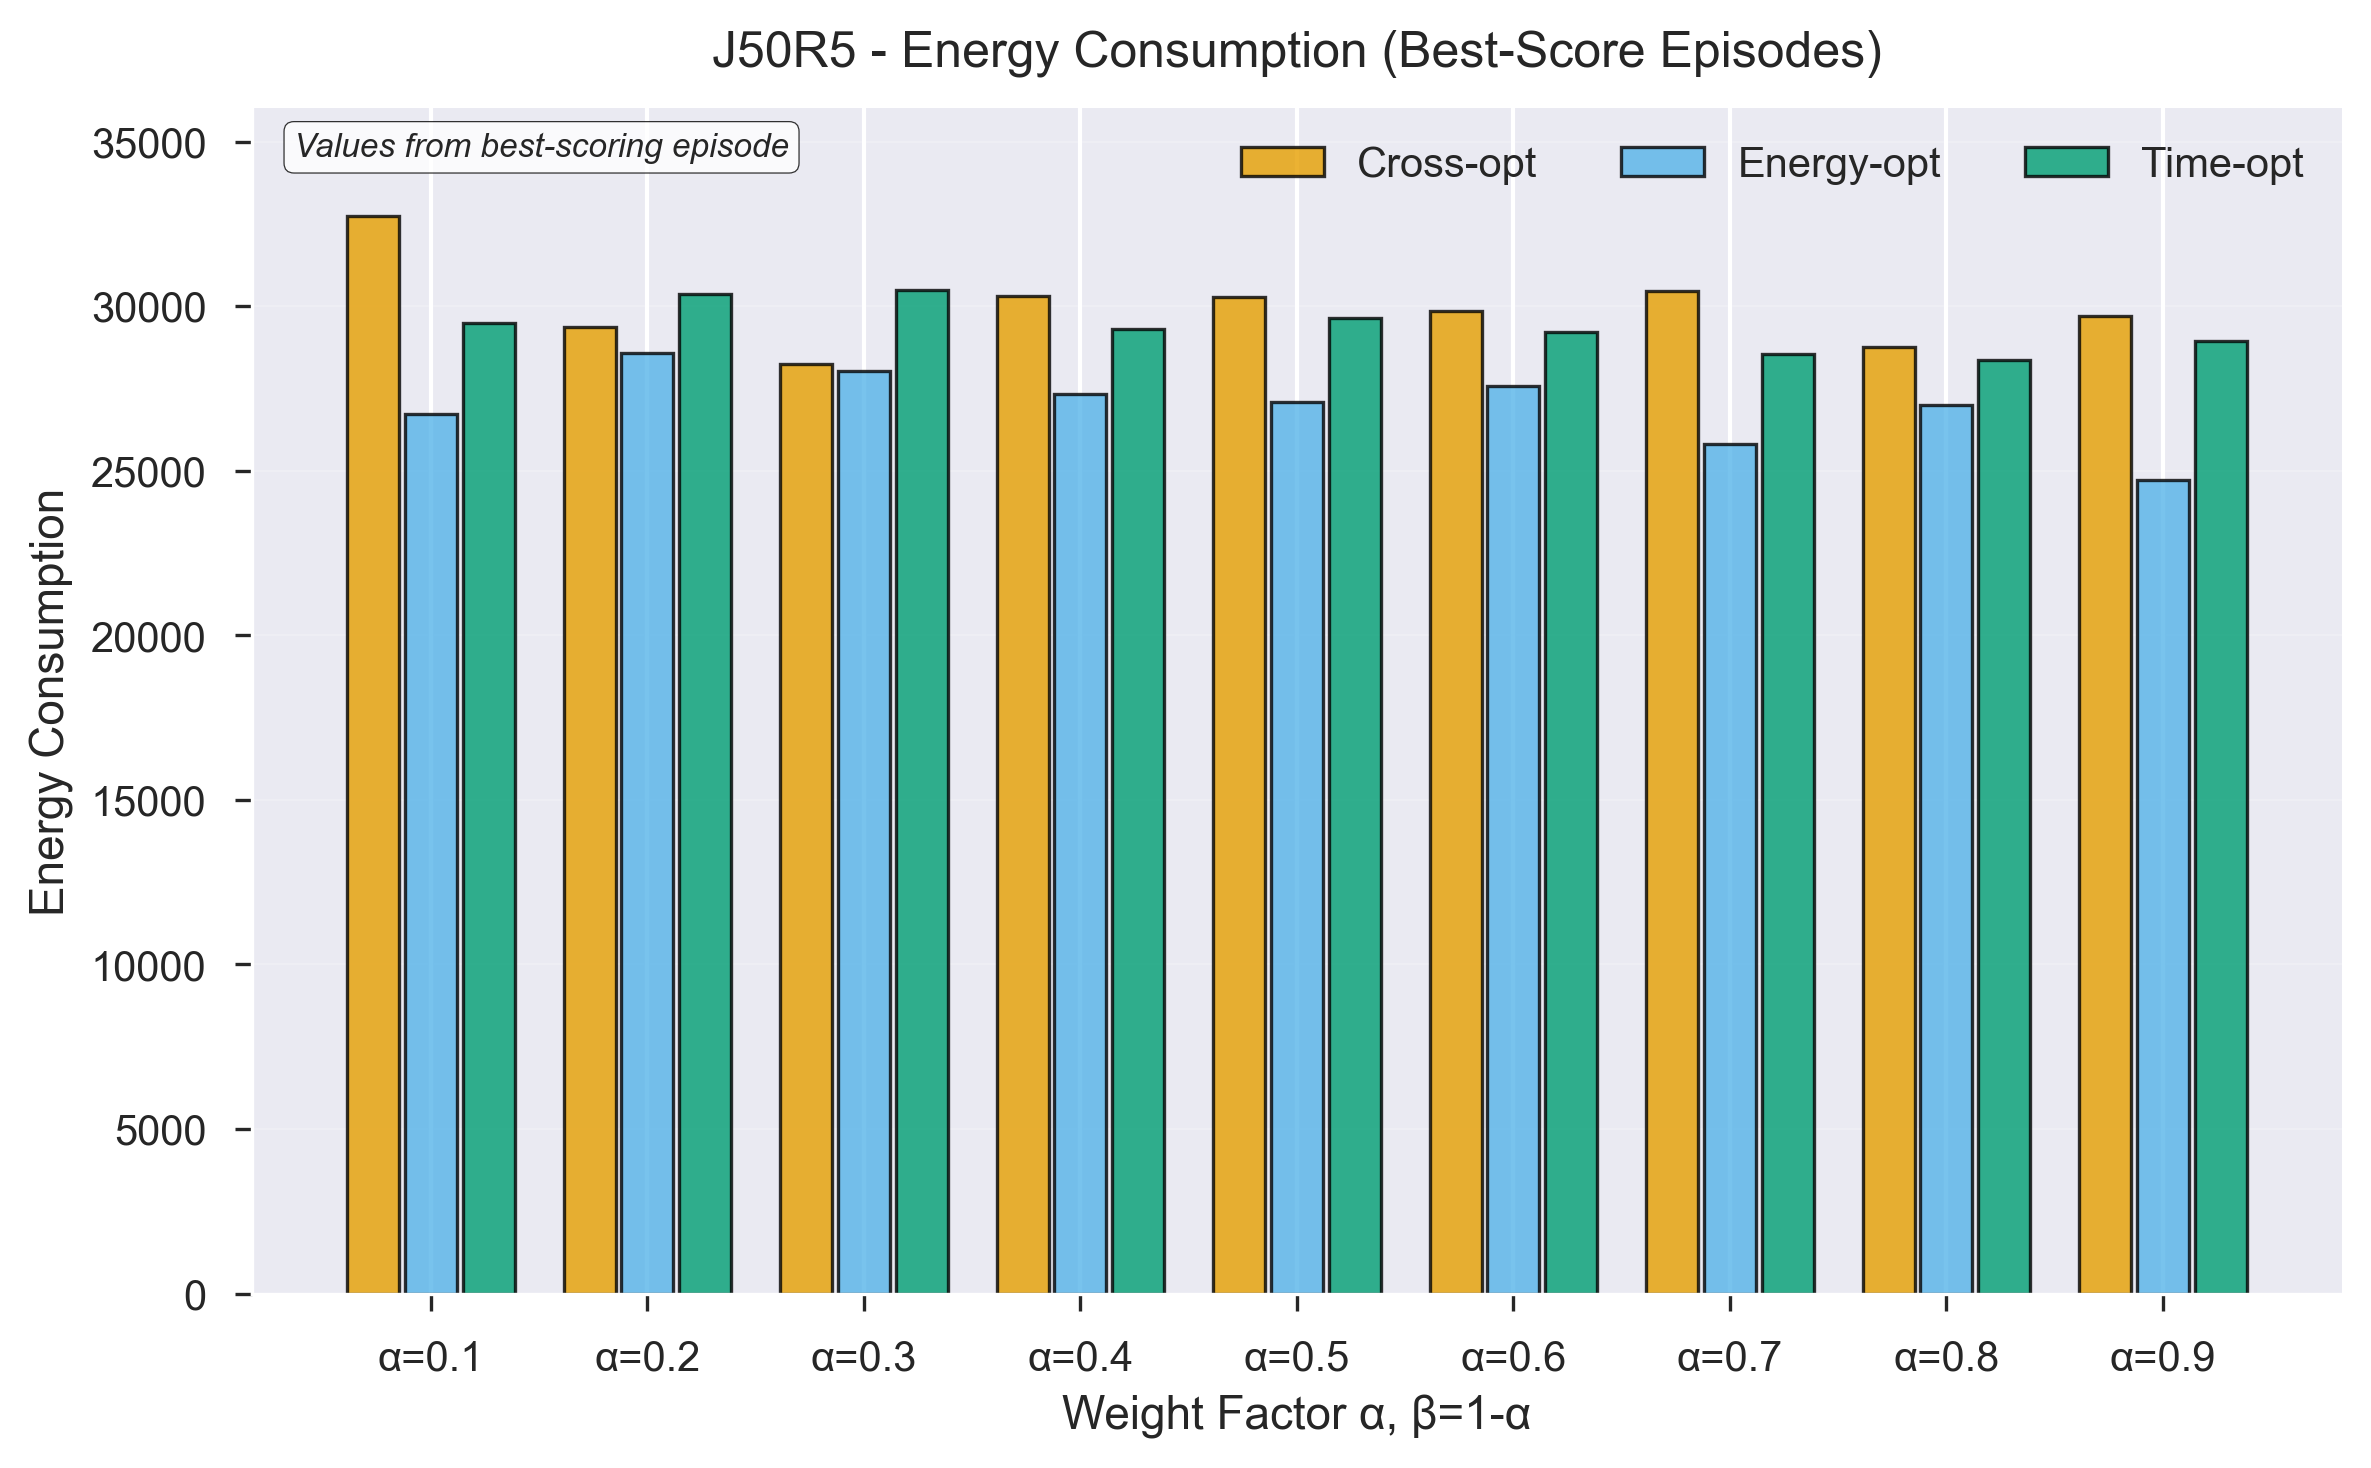 J50R5 - Energy Consumption (Best-Score Episodes)
Values from best-scoring episode
Cross-opt
Energy-opt
Time-opt
Energy Consumption
35000
30000
25000
20000
15000
10000
5000
0
α=0.1
α=0.2
α=0.3
α=0.4
α=0.5
α=0.6
α=0.7
α=0.8
α=0.9
Weight Factor α, β=1-α